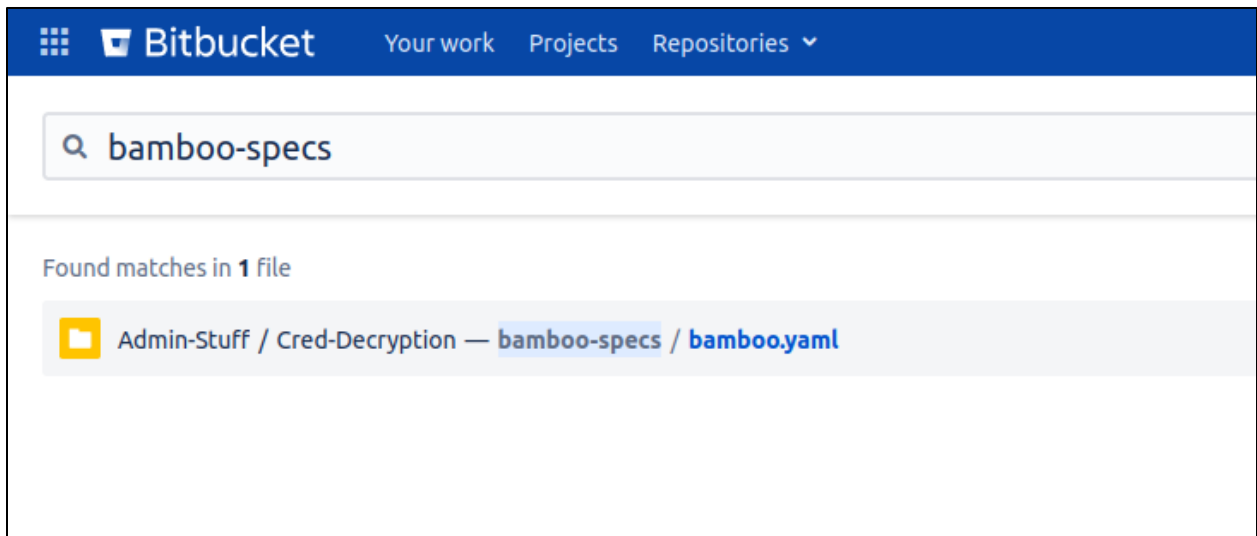 Bitbucket Your work Projects Repositories
bamboo-specs
Found matches in 1 file
Admin-Stuff / Cred-Decryption — bamboo-specs / bamboo.yaml